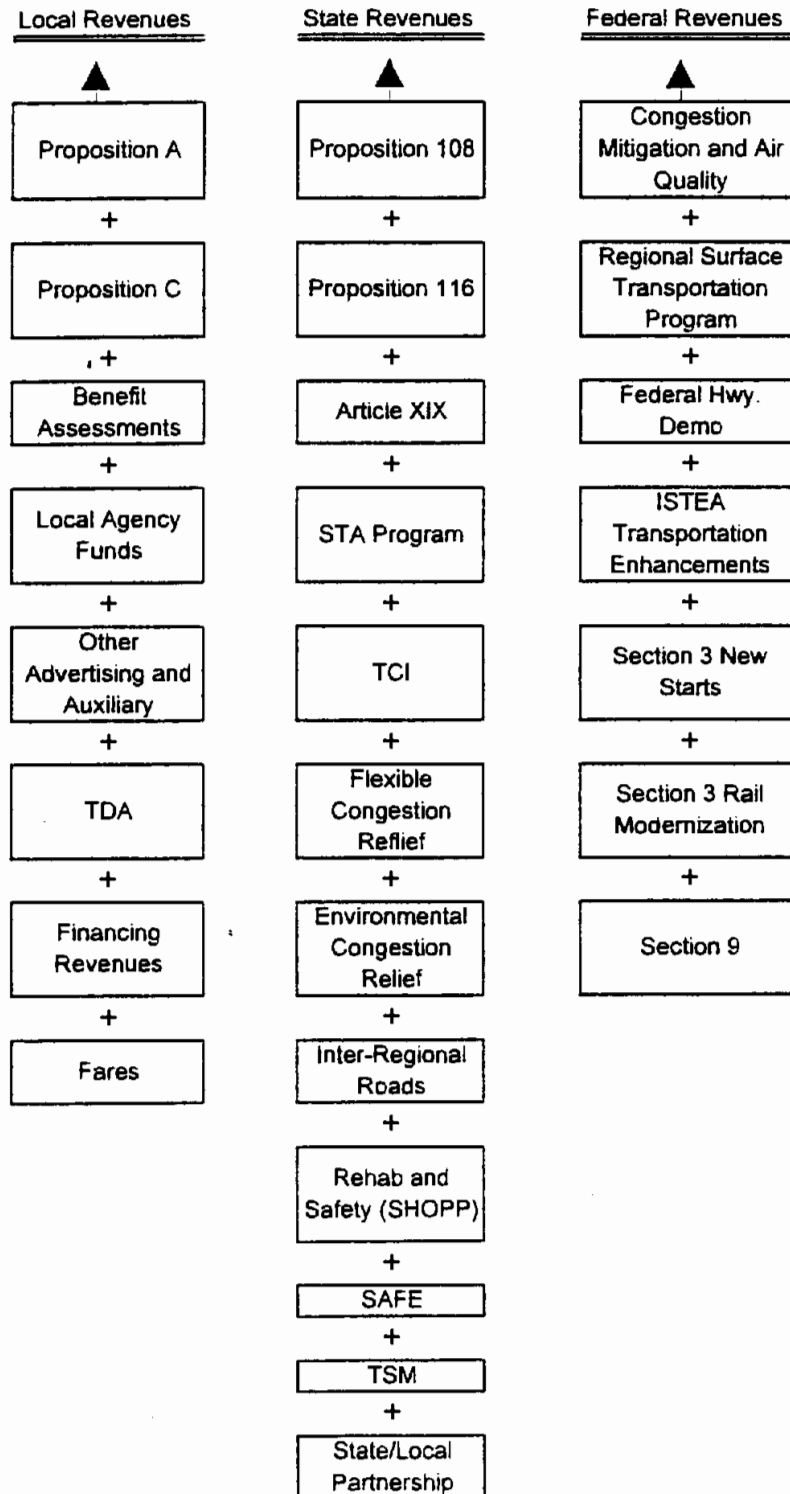 Local Revenues
Proposition A
+
Proposition C
+
Benefit
Assessments
+
Local Agency
Funds
+
Other
Advertising and
Auxiliary
+
TDA
+
Financing
Revenues
+
Fares
State Revenues
Proposition 108
+
Proposition 116
+
Article XIX
+
STA Program
+
TCI
+
Flexible
Congestion
Reflief
+
Environmental
Congestion
Relief
+
Inter-Regional
Roads
+
Rehab and
Safety (SHOPP)
+
SAFE
+
TSM
+
State/Local
Partnership
Federal Revenues
Congestion
Mitigation and Air
Quality
+
Regional Surface
Transportation
Program
+
Federal Hwy.
Demo
+
ISTEA
Transportation
Enhancements
+
Section 3 New
Starts
+
Section 3 Rail
Modernization
+
Section 9